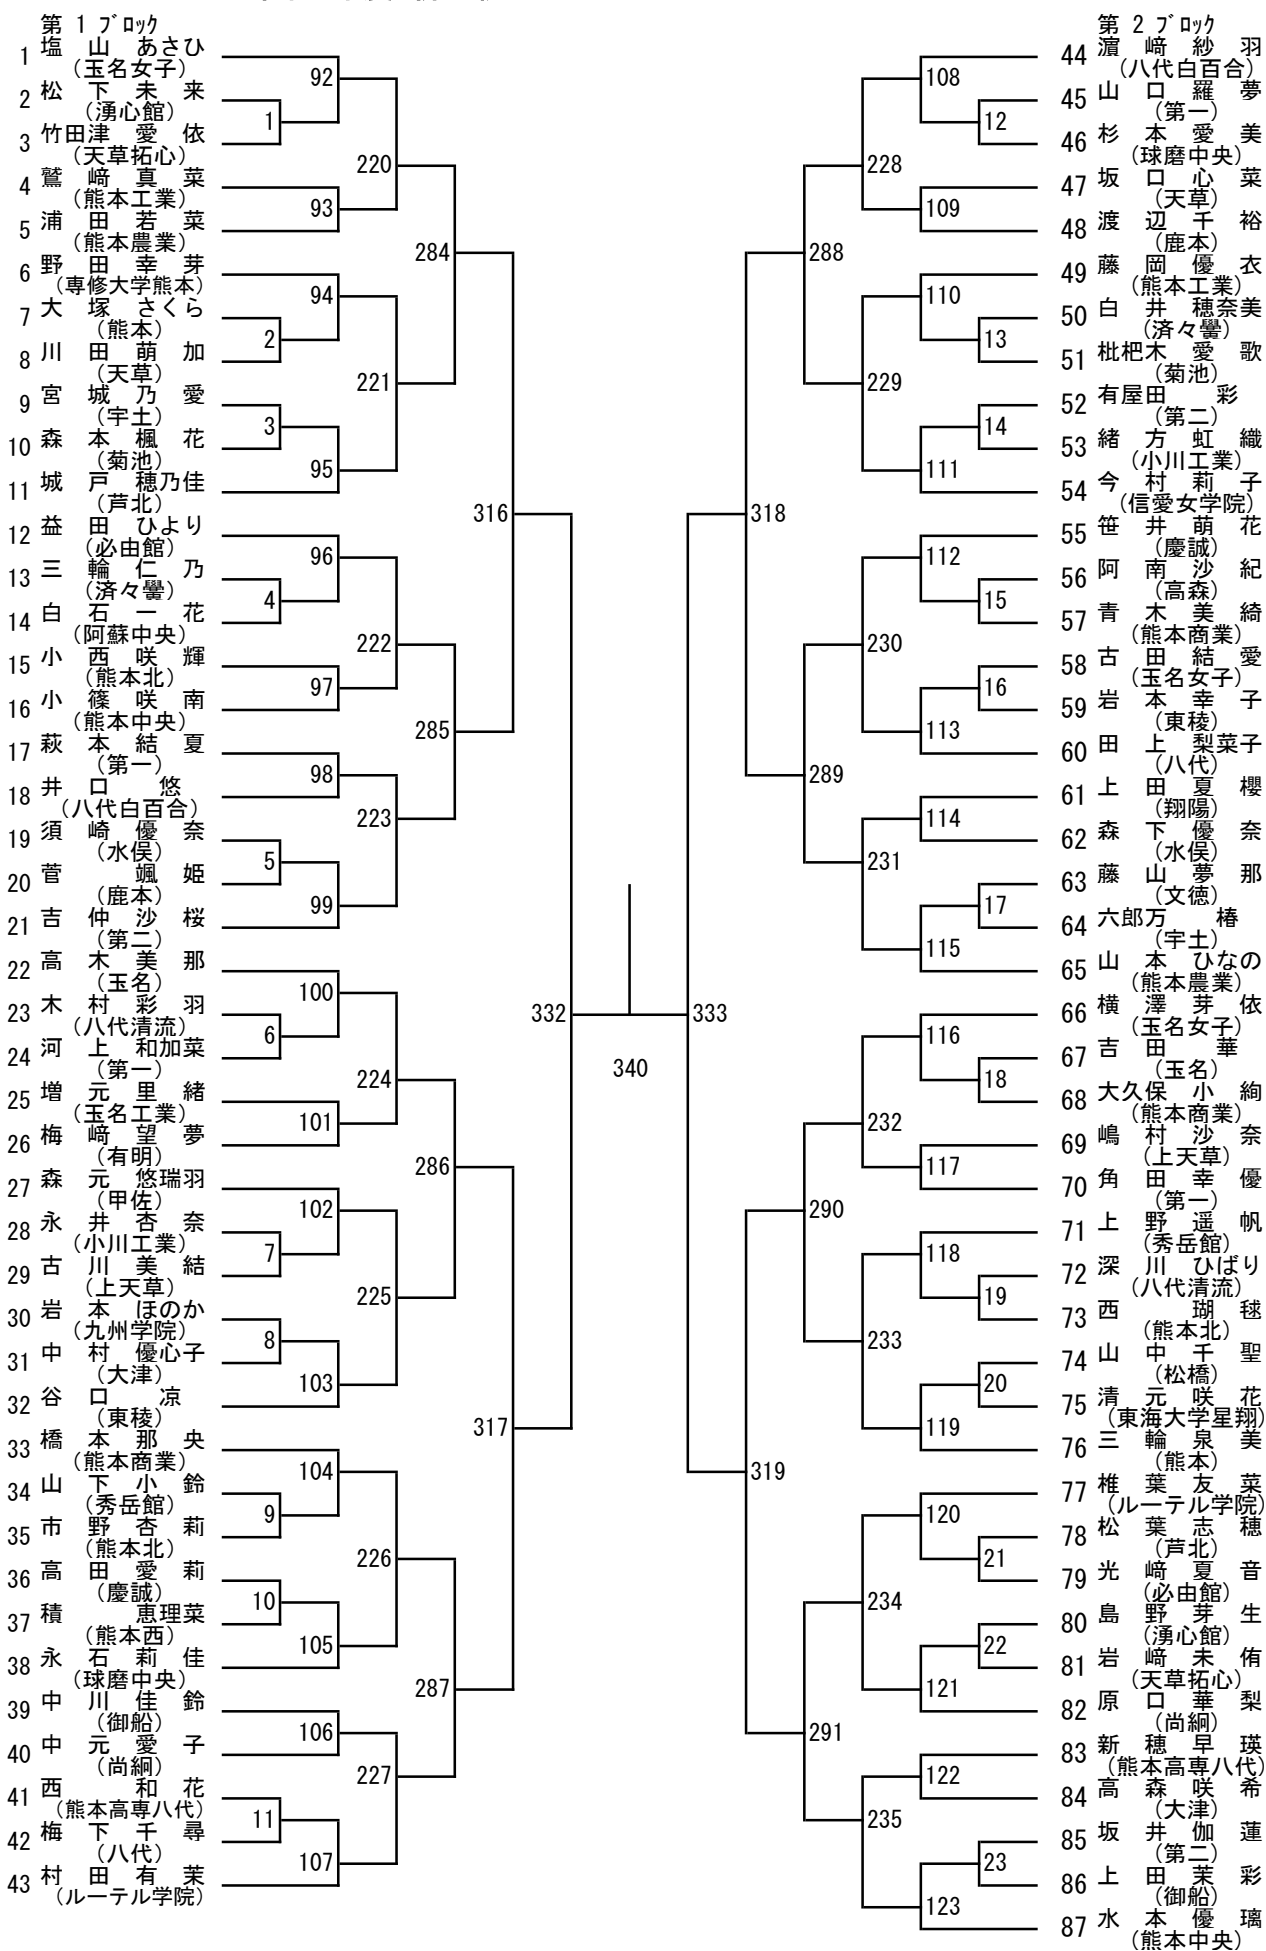 第 1 ブロック
1 塩 山 あさひ
(玉名女子)
2 松 下 未 来
(湧心館)
3 竹田津 愛 依
(天草拓心)
4 鷲 﨑 真 菜
(熊本工業)
5 浦 田 若 菜
(熊本農業)
6 野 田 幸 芽
(専修大学熊本)
7 大 塚 さくら
(熊本)
8 川 田 萌 加
(天草)
9 宮 城 乃 愛
(宇土)
10 森 本 楓 花
(菊池)
11 城 戸 穂乃佳
(芦北)
12 益 田 ひより
(必由館)
13 三 輪 仁 乃
(済々黌)
14 白 石 一 花
(阿蘇中央)
15 小 西 咲 輝
(熊本北)
16 小 篠 咲 南
(熊本中央)
17 萩 本 結 夏
(第一)
18 井 口 悠
(八代白百合)
19 須 崎 優 奈
(水俣)
20 菅 颯 姫
(鹿本)
21 吉 仲 沙 桜
(第二)
22 高 木 美 那
(玉名)
23 木 村 彩 羽
(八代清流)
24 河 上 和加菜
(第一)
25 増 元 里 緒
(玉名工業)
26 梅 﨑 望 夢
(有明)
27 森 元 悠瑞羽
(甲佐)
28 永 井 杏 奈
(小川工業)
29 古 川 美 結
(上天草)
30 岩 本 ほのか
(九州学院)
31 中 村 優心子
(大津)
32 谷 口 凉
(東稜)
33 橋 本 那 央
(熊本商業)
34 山 下 小 鈴
(秀岳館)
35 市 野 杏 莉
(熊本北)
36 高 田 愛 莉
(慶誠)
37 積 恵理菜
(熊本西)
38 永 石 莉 佳
(球磨中央)
39 中 川 佳 鈴
(御船)
40 中 元 愛 子
(尚絅)
41 西 和 花
(熊本高専八代)
42 梅 下 千 尋
(八代)
43 村 田 有 茉
(ルーテル学院)
92
1
220
93
284
94
2
221
3
95
316
96
4
222
97
285
98
223
5
99
332
100
6
224
101
286
102
7
225
8
103
317
104
9
226
10
105
287
106
227
11
107
340
333
108
12
228
109
288
110
13
229
14
111
318
112
15
230
16
113
289
114
231
17
115
116
18
232
117
290
118
19
233
20
119
319
120
21
234
22
121
291
122
235
23
123
第 2 ブロック
44 濵 﨑 紗 羽
(八代白百合)
45 山 口 羅 夢
(第一)
46 杉 本 愛 美
(球磨中央)
47 坂 口 心 菜
(天草)
48 渡 辺 千 裕
(鹿本)
49 藤 岡 優 衣
(熊本工業)
50 白 井 穂奈美
(済々黌)
51 枇杷木 愛 歌
(菊池)
52 有屋田 彩
(第二)
53 緒 方 虹 織
(小川工業)
54 今 村 莉 子
(信愛女学院)
55 笹 井 萌 花
(慶誠)
56 阿 南 沙 紀
(高森)
57 青 木 美 綺
(熊本商業)
58 古 田 結 愛
(玉名女子)
59 岩 本 幸 子
(東稜)
60 田 上 梨菜子
(八代)
61 上 田 夏 櫻
(翔陽)
62 森 下 優 奈
(水俣)
63 藤 山 夢 那
(文徳)
64 六郎万 椿
(宇土)
65 山 本 ひなの
(熊本農業)
66 横 澤 芽 依
(玉名女子)
67 吉 田 華
(玉名)
68 大久保 小 絢
(熊本商業)
69 嶋 村 沙 奈
(上天草)
70 角 田 幸 優
(第一)
71 上 野 遥 帆
(秀岳館)
72 深 川 ひばり
(八代清流)
73 西 瑚 毬
(熊本北)
74 山 中 千 聖
(松橋)
75 清 元 咲 花
(東海大学星翔)
76 三 輪 泉 美
(熊本)
77 椎 葉 友 菜
(ルーテル学院)
78 松 葉 志 穂
(芦北)
79 光 﨑 夏 音
(必由館)
80 島 野 芽 生
(湧心館)
81 岩 﨑 未 侑
(天草拓心)
82 原 口 華 梨
(尚絅)
83 新 穂 早 瑛
(熊本高専八代)
84 高 森 咲 希
(大津)
85 坂 井 伽 蓮
(第二)
86 上 田 茉 彩
(御船)
87 水 本 優 璃
(熊本中央)